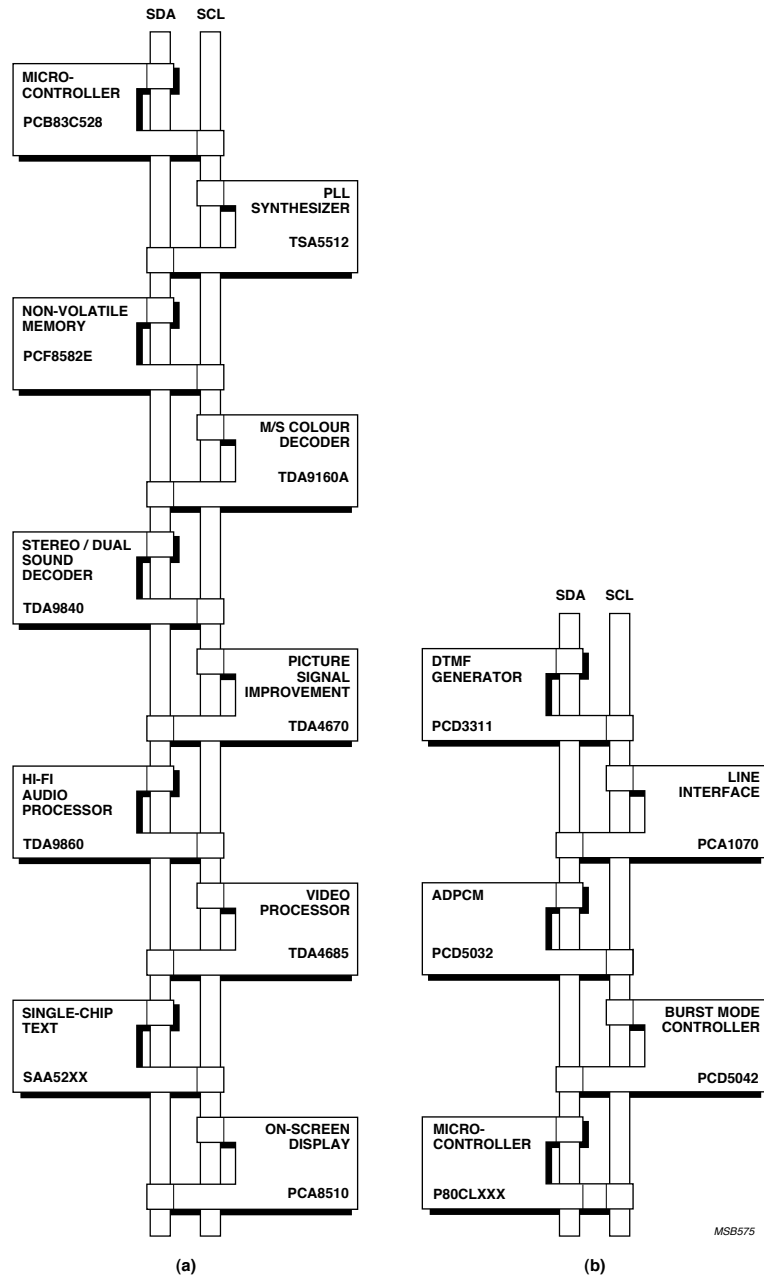 SDA
SCL
MICRO-
CONTROLLER
PCB83C528
PLL
SYNTHESIZER
TSA5512
NON-VOLATILE
MEMORY
PCF8582E
M/S COLOUR
DECODER
TDA9160A
STEREO / DUAL
SOUND
DECODER
TDA9840
PICTURE
SIGNAL
IMPROVEMENT
TDA4670
HI-FI
AUDIO
PROCESSOR
TDA9860
VIDEO
PROCESSOR
TDA4685
SINGLE-CHIP
TEXT
SAA52XX
ON-SCREEN
DISPLAY
PCA8510
(a)
SDA
SCL
DTMF
GENERATOR
PCD3311
LINE
INTERFACE
PCA1070
ADPCM
PCD5032
BURST MODE
CONTROLLER
PCD5042
MICRO-
CONTROLLER
P80CLXXX
MSB575
(b)